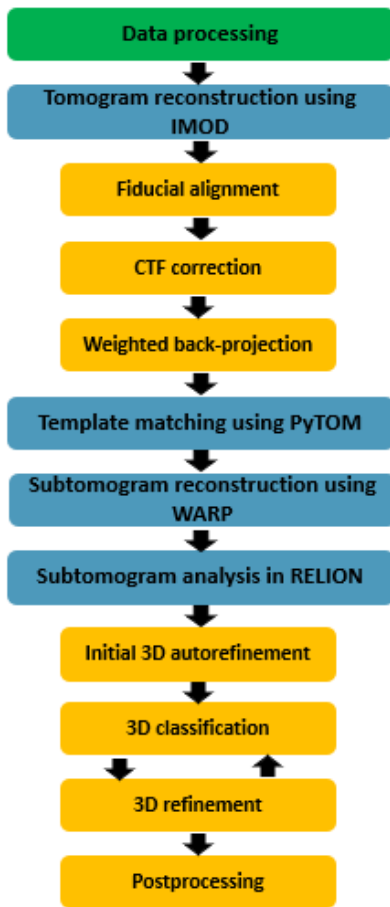 Data processing
Tomogram reconstruction using
IMOD
Fiducial alignment
CTF correction
Weighted back-projection
Template matching using PyTOM
Subtomogram reconstruction using
WARP
Subtomogram analysis in RELION
Initial 3D autorefinement
3D classification
3D refinement
Postprocessing